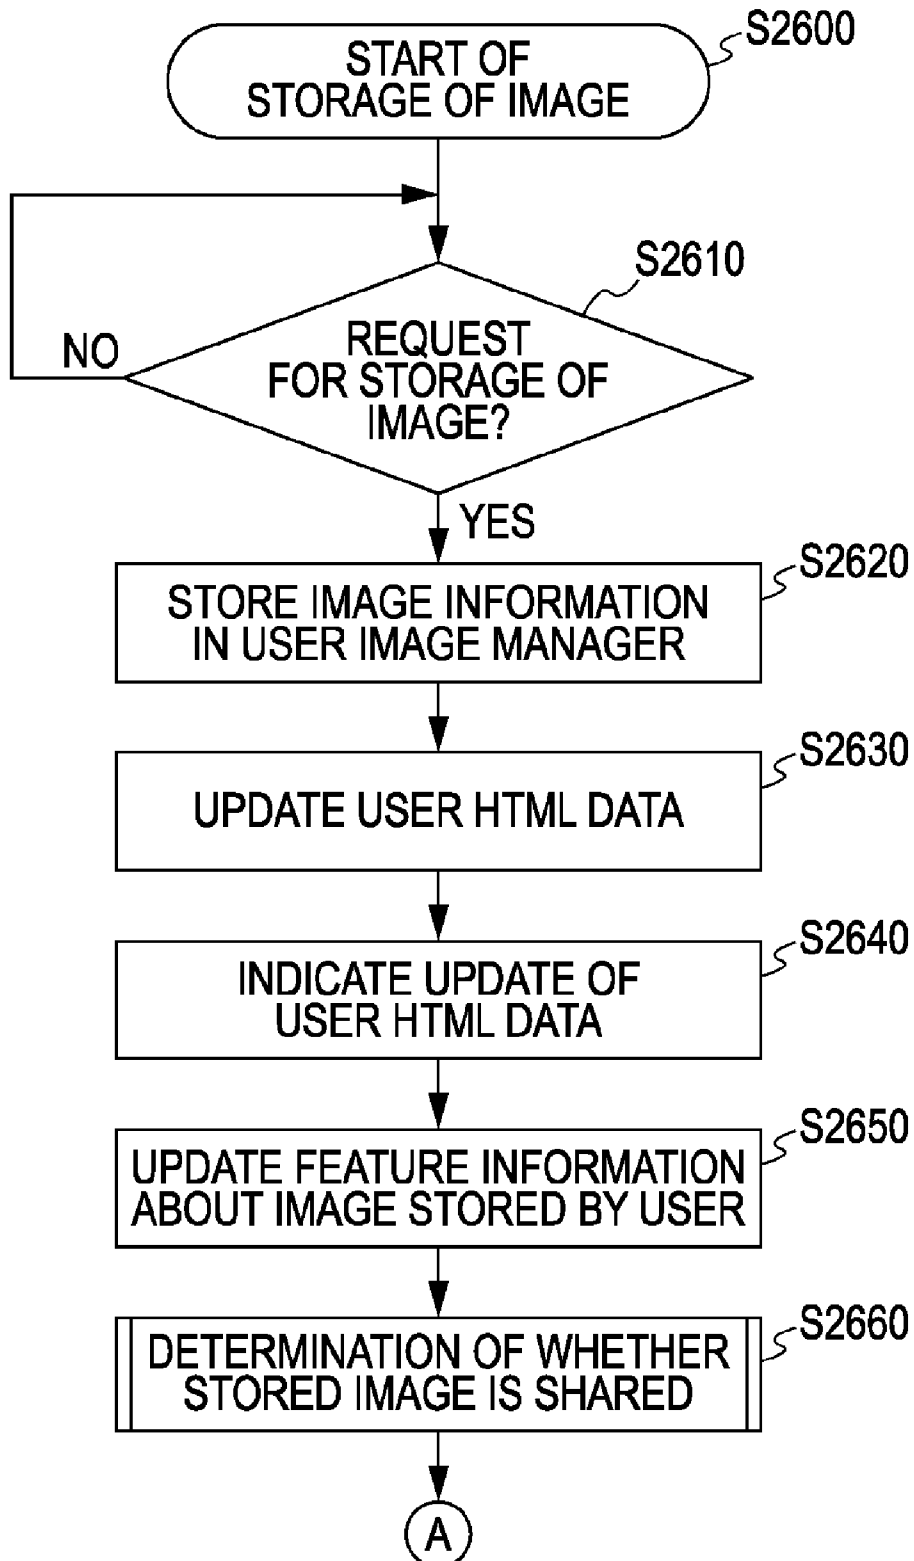 S2600
START OF
STORAGE OF IMAGE
S2610
REQUEST
FOR STORAGE OF
IMAGE?
NO
YES
S2620
STORE IMAGE INFORMATION
IN USER IMAGE MANAGER
S2630
UPDATE USER HTML DATA
S2640
INDICATE UPDATE OF
USER HTML DATA
S2650
UPDATE FEATURE INFORMATION
ABOUT IMAGE STORED BY USER
S2660
DETERMINATION OF WHETHER
STORED IMAGE IS SHARED
A